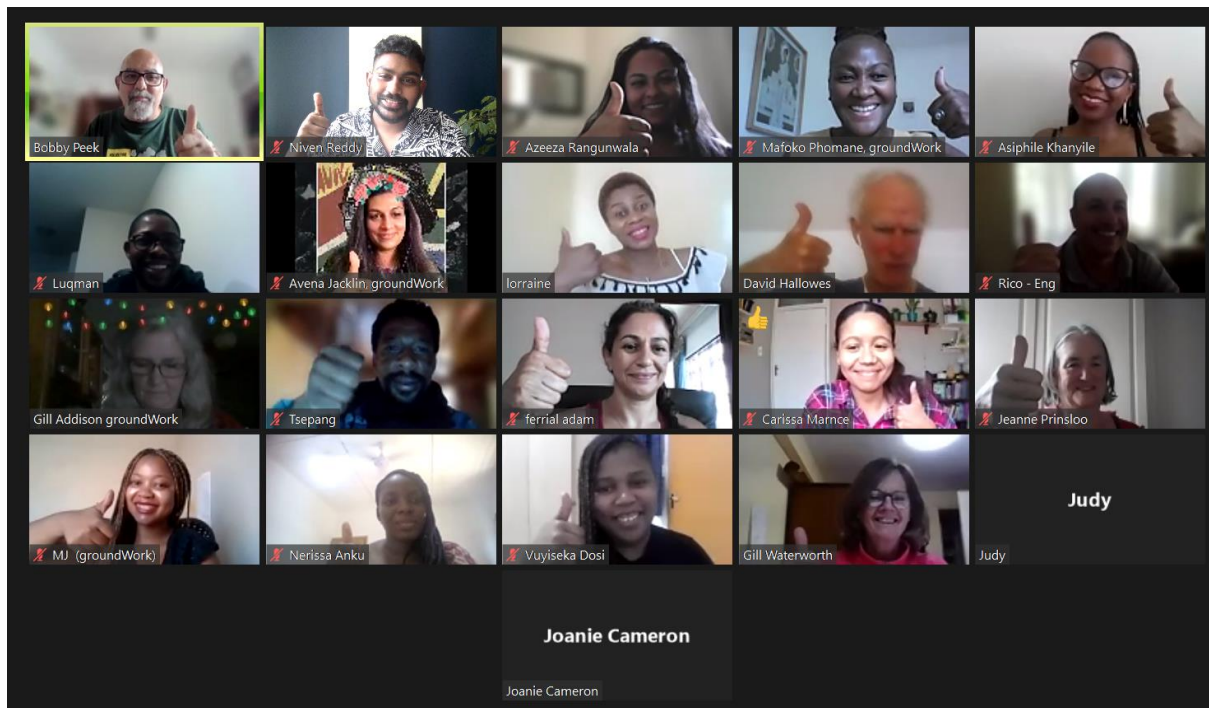 Bobby Peek
Niven Reddy
Azeeza Rangunwala
Mafoko Phomane, groundWork
Asiphile Khanyile
Luqman
Avena Jacklin, groundWork
lorraine
David Hallowes
Rico - Eng
Gill Addison groundWork
Tsepang
ferrial adam
Carissa Marnce
Jeanne Prinsloo
MJ (groundWork)
Nerissa Anku
Vuyiseka Dosi
Gill Waterworth
Judy
Judy
Joanie Cameron
Joanie Cameron